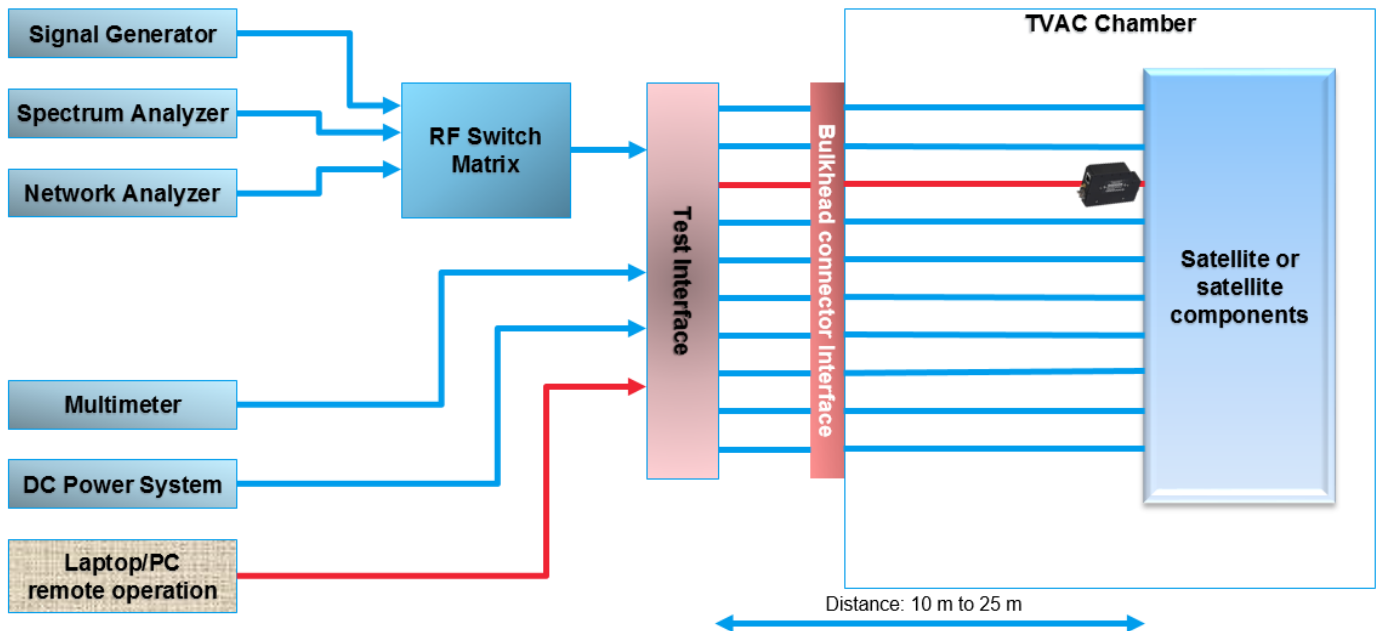 Signal Generator
Spectrum Analyzer
Network Analyzer
RF Switch
Matrix
Multimeter
DC Power System
Laptop/PC
remote operation
Test Interface
Bulkhead connector Interface
TVAC Chamber
Satellite or
satellite
components
Distance: 10 m to 25 m